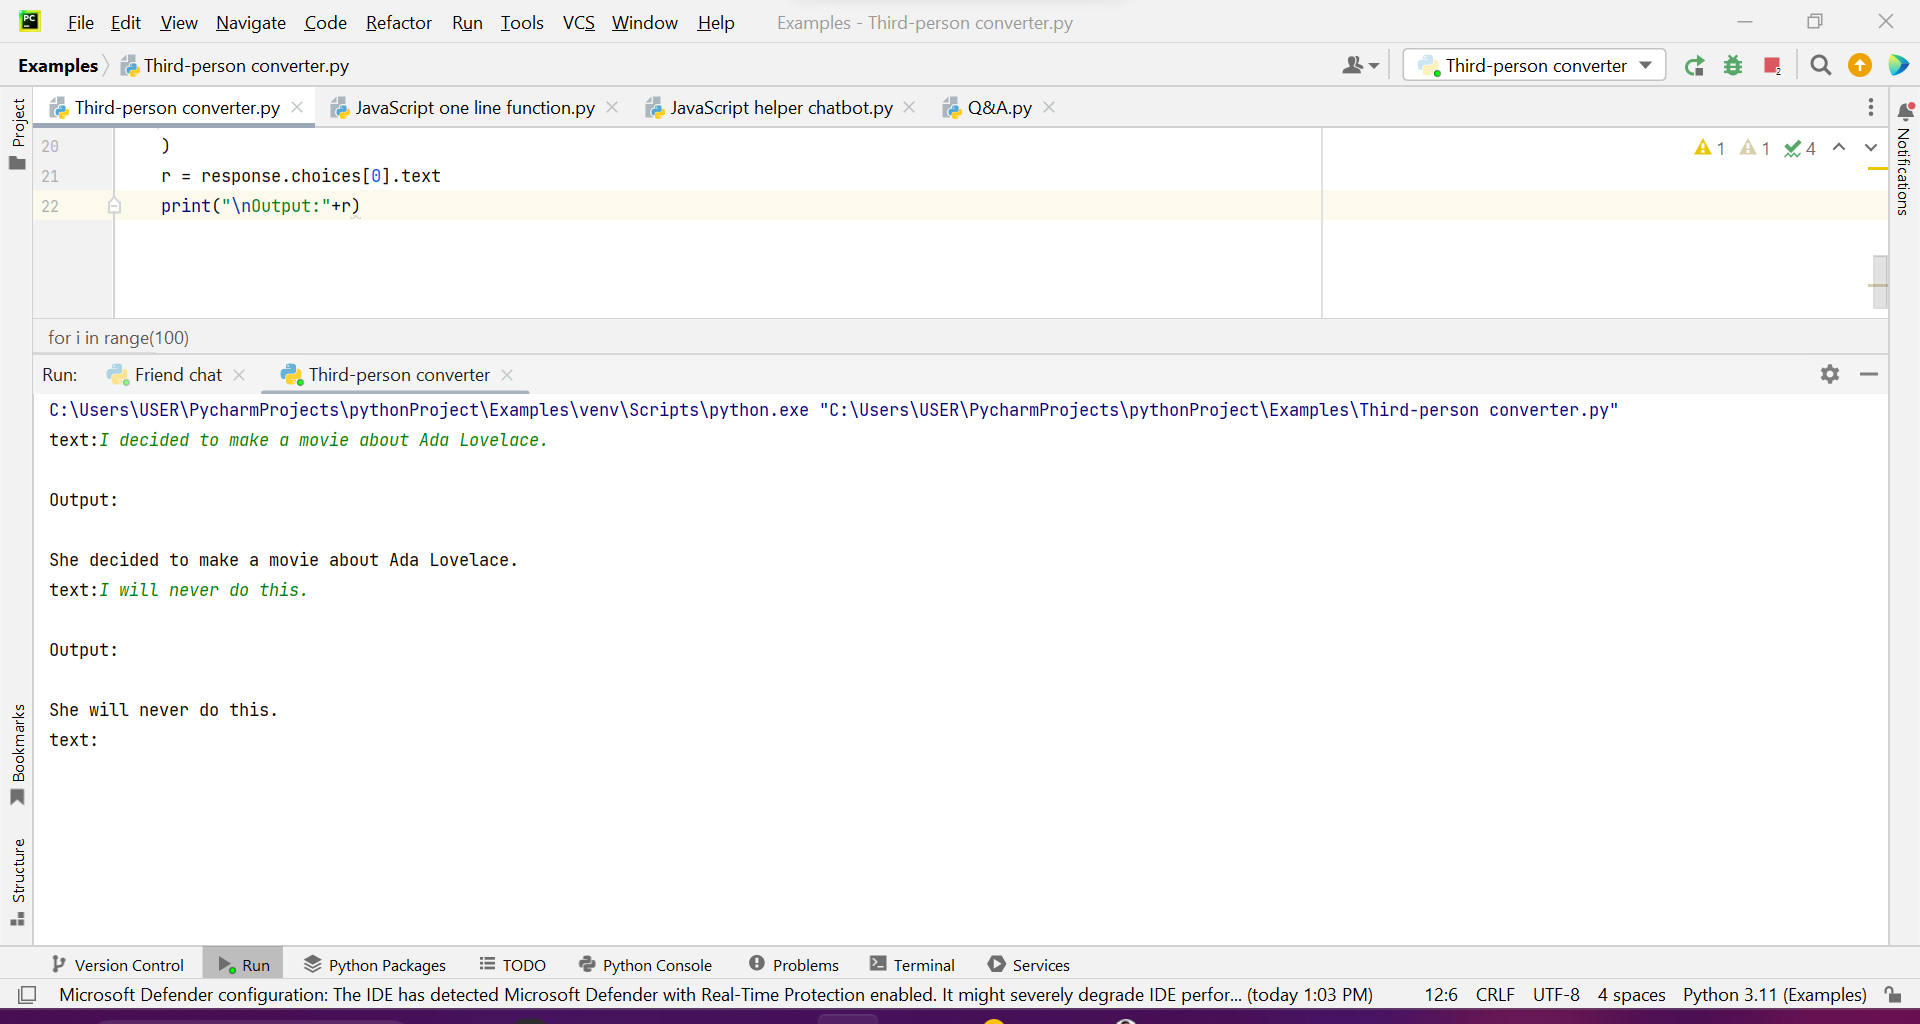 PC
File Edit View Navigate Code Refactor Run Tools VCS Window Help Examples - Third-person converter.py
Examples Third-person converter.py Third-person converter 2
Third-person converter.py JavaScript one line function.py JavaScript helper chatbot.py Q&A.py
Project
Notifications
20 )
1 1 4
21 r = response.choices[0].text
22 print("\nOutput:"+r)
for i in range(100)
Run: Friend chat Third-person converter
C:\Users\USER\PycharmProjects\pythonProject\Examples\venv\Scripts\python.exe "C:\Users\USER\PycharmProjects\pythonProject\Examples\Third-person converter.py"
text:I decided to make a movie about Ada Lovelace.
Output:
She decided to make a movie about Ada Lovelace.
text:I will never do this.
Output:
She will never do this.
text:
Bookmarks
Structure
Version Control Run Python Packages TODO Python Console Problems Terminal Services
Microsoft Defender configuration: The IDE has detected Microsoft Defender with Real-Time Protection enabled. It might severely degrade IDE perfor... (today 1:03 PM) 12:6 CRLF UTF-8 4 spaces Python 3.11 (Examples)